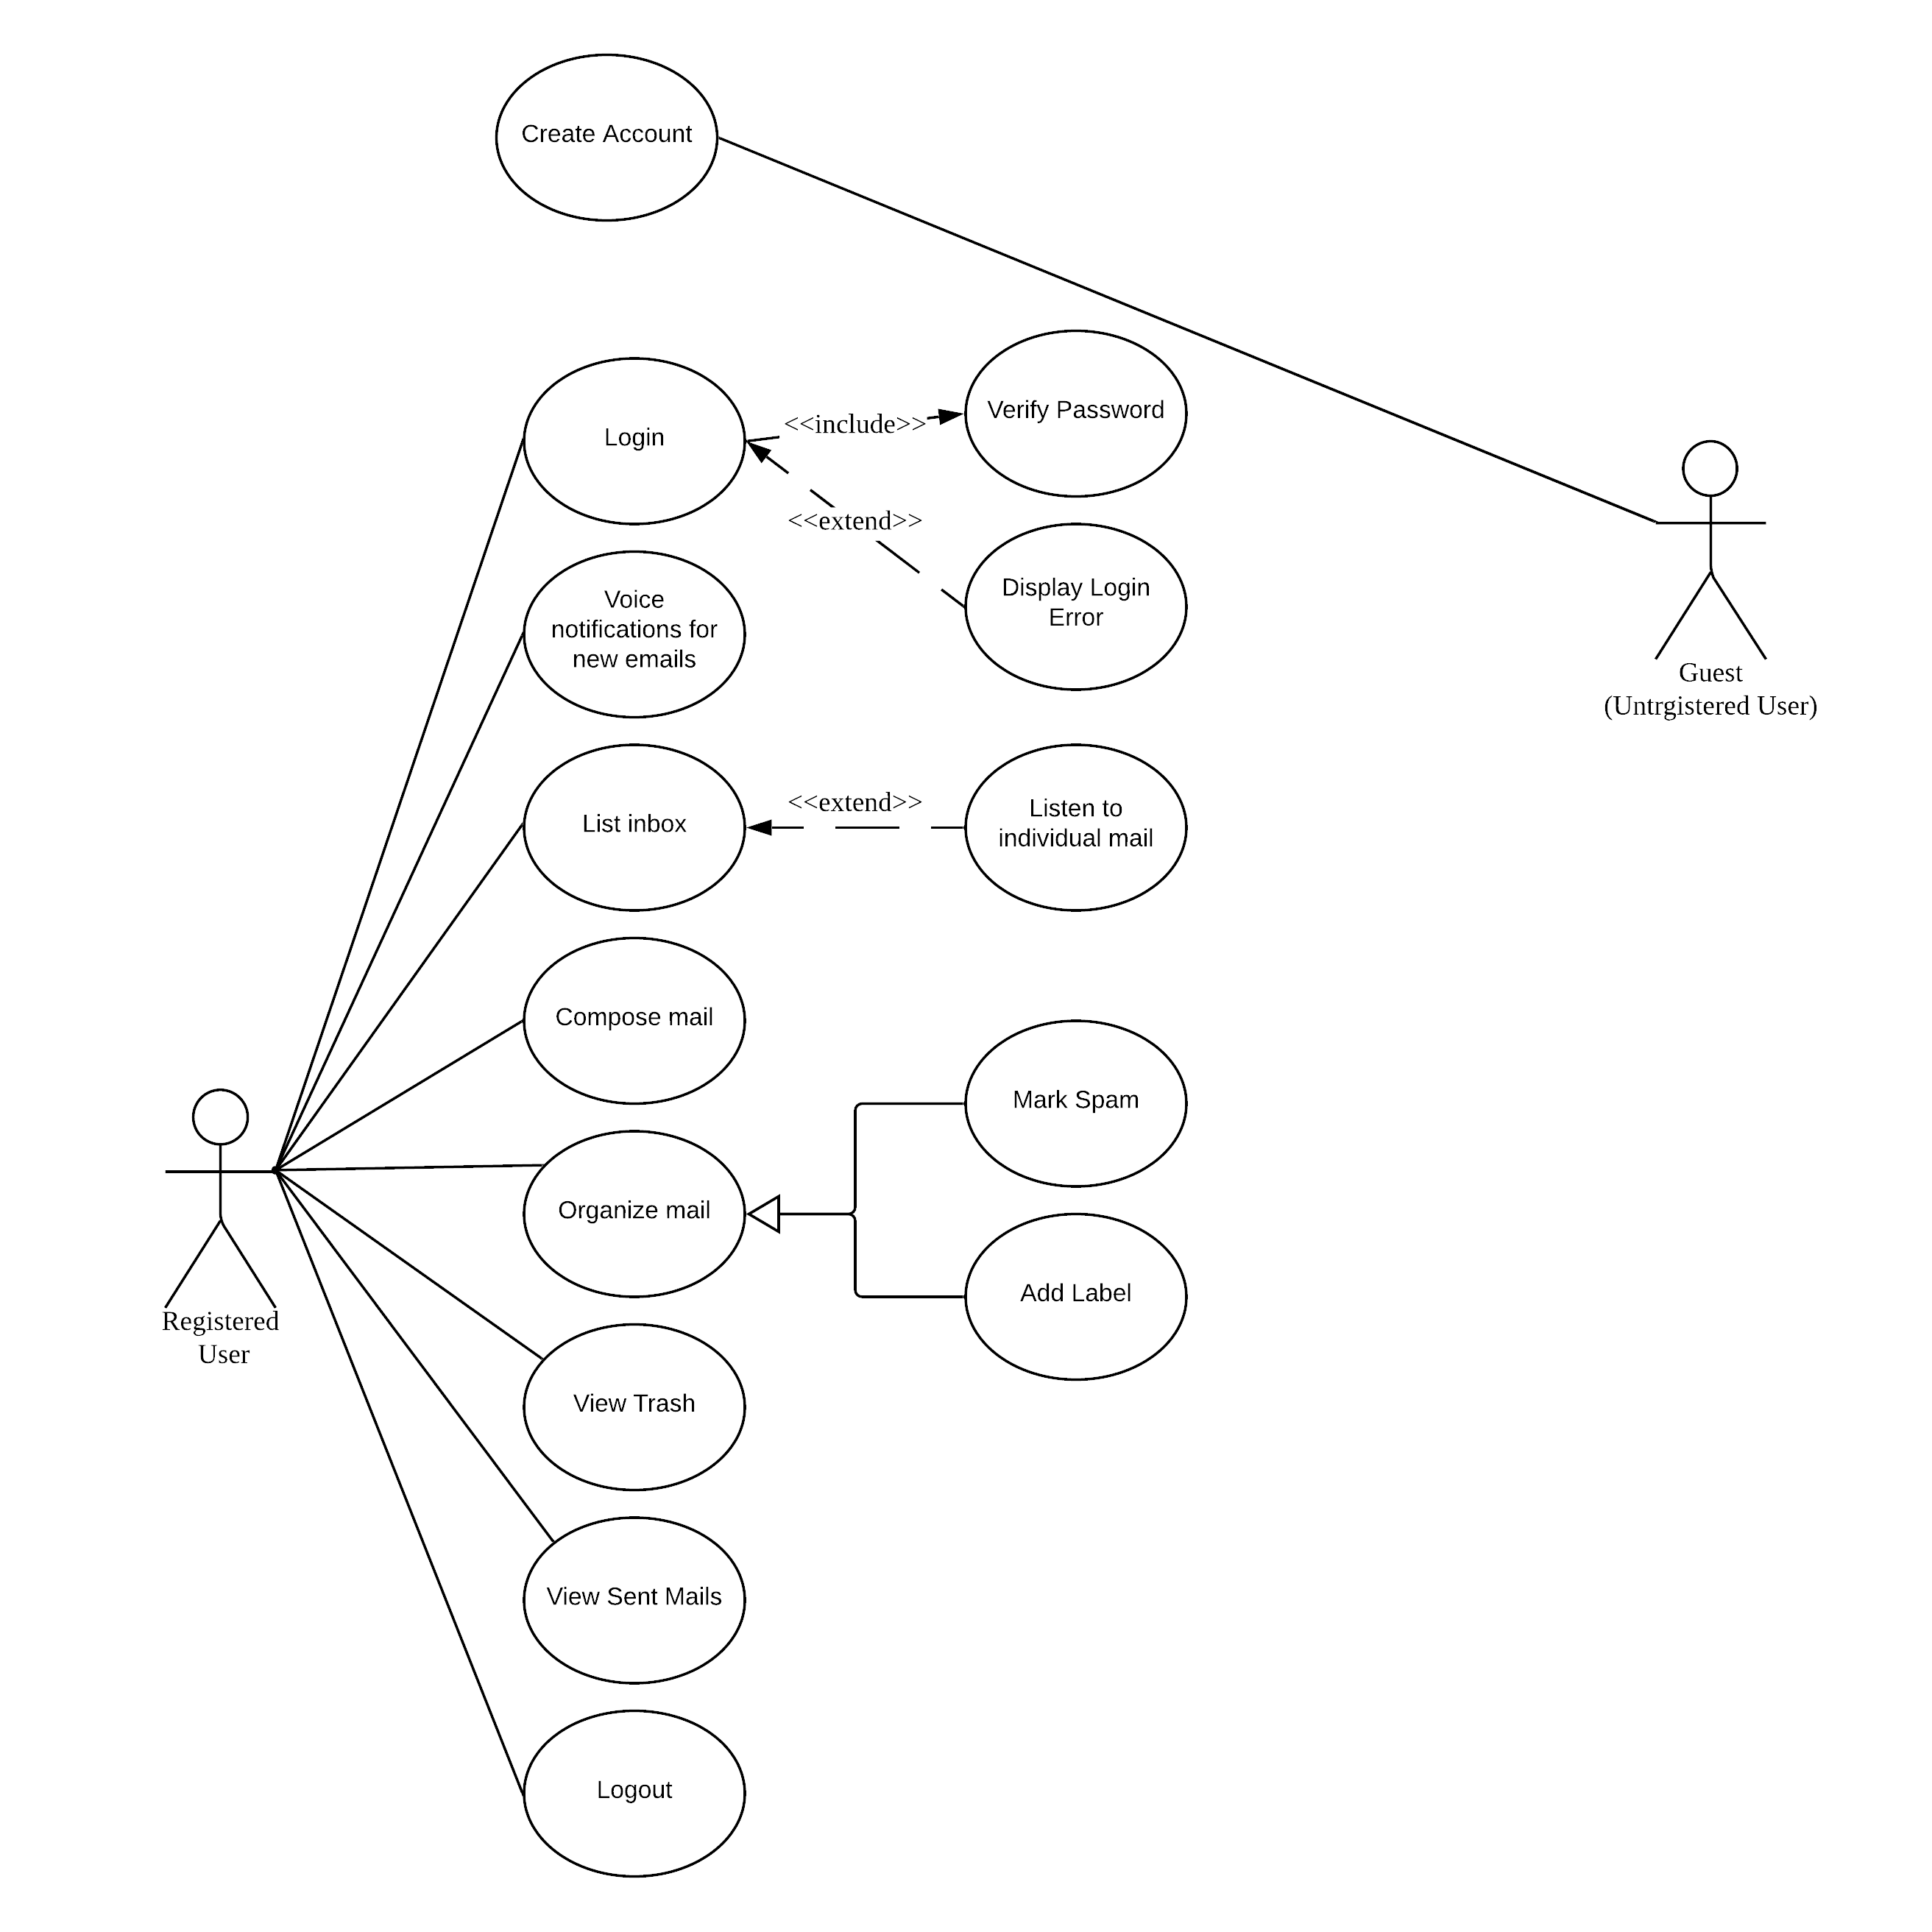 Create Account
Login
<<include>>
Verify Password
<<extend>>
Display Login
Error
Guest
(Untrgistered User)
Voice
notifications for
new emails
List inbox
<<extend>>
Listen to
individual mail
Compose mail
Mark Spam
Organize mail
Add Label
Registered
User
View Trash
View Sent Mails
Logout